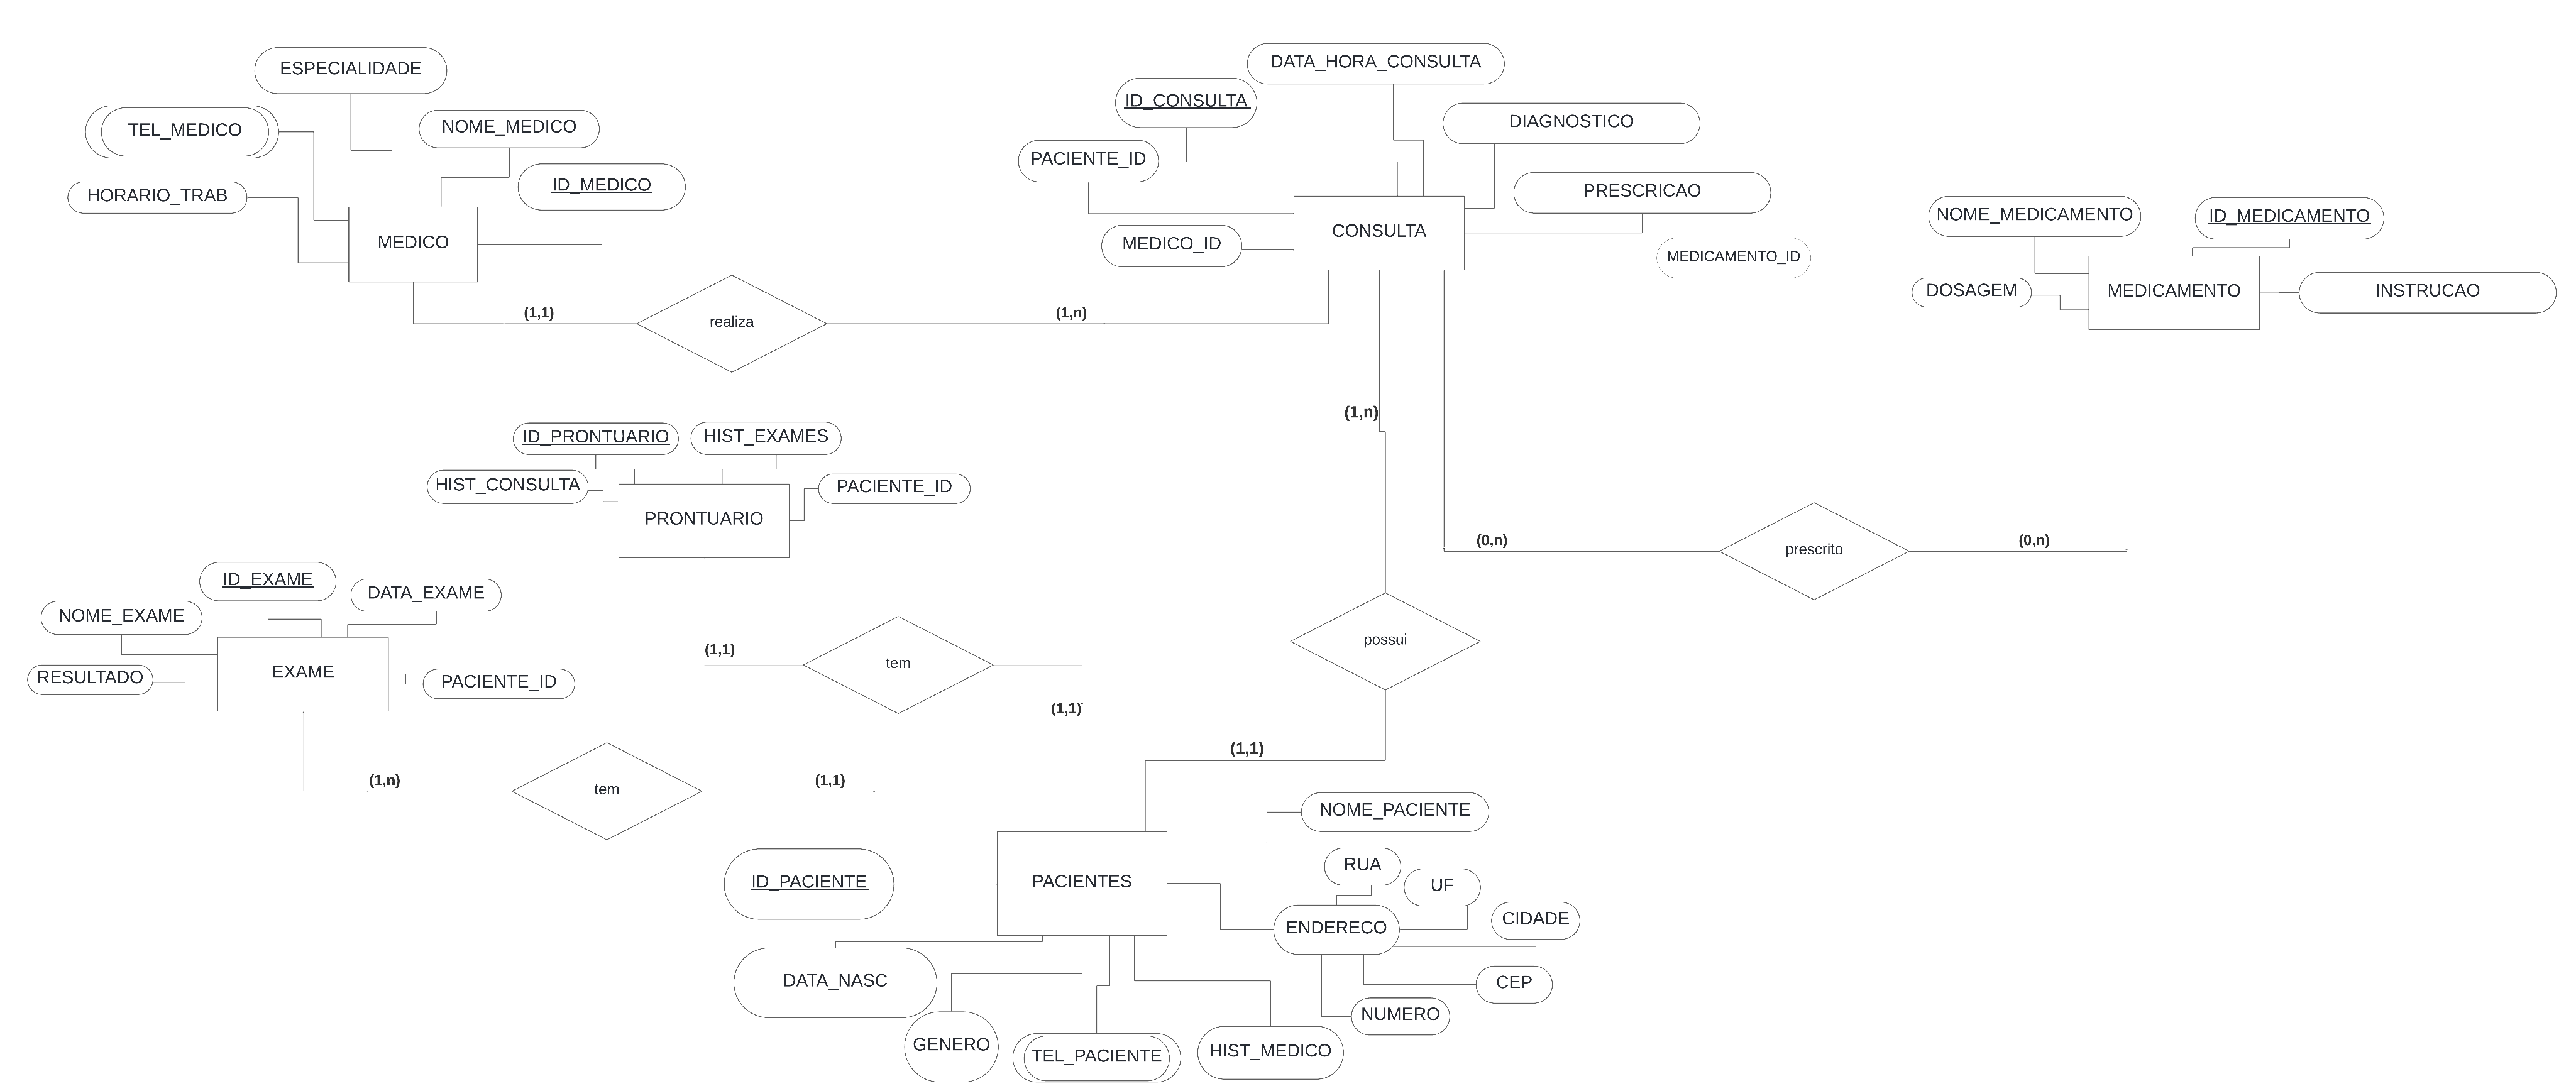 DATA_HORA_CONSULTA
ESPECIALIDADE
ID_CONSULTA
DIAGNOSTICO
NOME_MEDICO
TEL_MEDICO
PACIENTE_ID
ID_MEDICO
PRESCRICAO
HORARIO_TRAB
NOME_MEDICAMENTO
ID_MEDICAMENTO
CONSULTA
MEDICO
MEDICO_ID
MEDICAMENTO_ID
DOSAGEM
MEDICAMENTO
INSTRUCAO
(1,1)
realiza
(1,n)
(1,n)
ID_PRONTUARIO
HIST_EXAMES
HIST_CONSULTA
PACIENTE_ID
PRONTUARIO
(0,n)
prescrito
(0,n)
ID_EXAME
DATA_EXAME
NOME_EXAME
possui
(1,1)
tem
EXAME
RESULTADO
PACIENTE_ID
(1,1)
(1,1)
(1,n)
tem
(1,1)
NOME_PACIENTE
RUA
ID_PACIENTE
PACIENTES
UF
CIDADE
ENDERECO
DATA_NASC
CEP
NUMERO
GENERO
TEL_PACIENTE
HIST_MEDICO